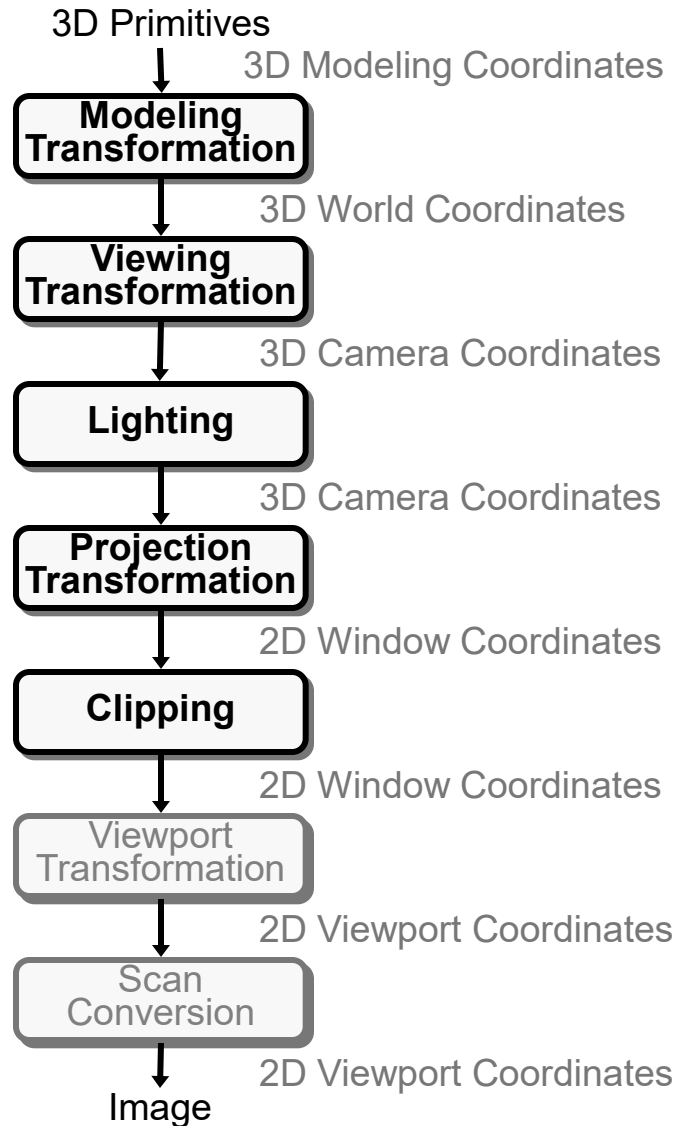 3D Primitives
3D Modeling Coordinates
Modeling
Transformation
3D World Coordinates
Viewing
Transformation
3D Camera Coordinates
Lighting
3D Camera Coordinates
Projection
Transformation
2D Window Coordinates
Clipping
2D Window Coordinates
Viewport
Transformation
2D Viewport Coordinates
Scan
Conversion
2D Viewport Coordinates
Image